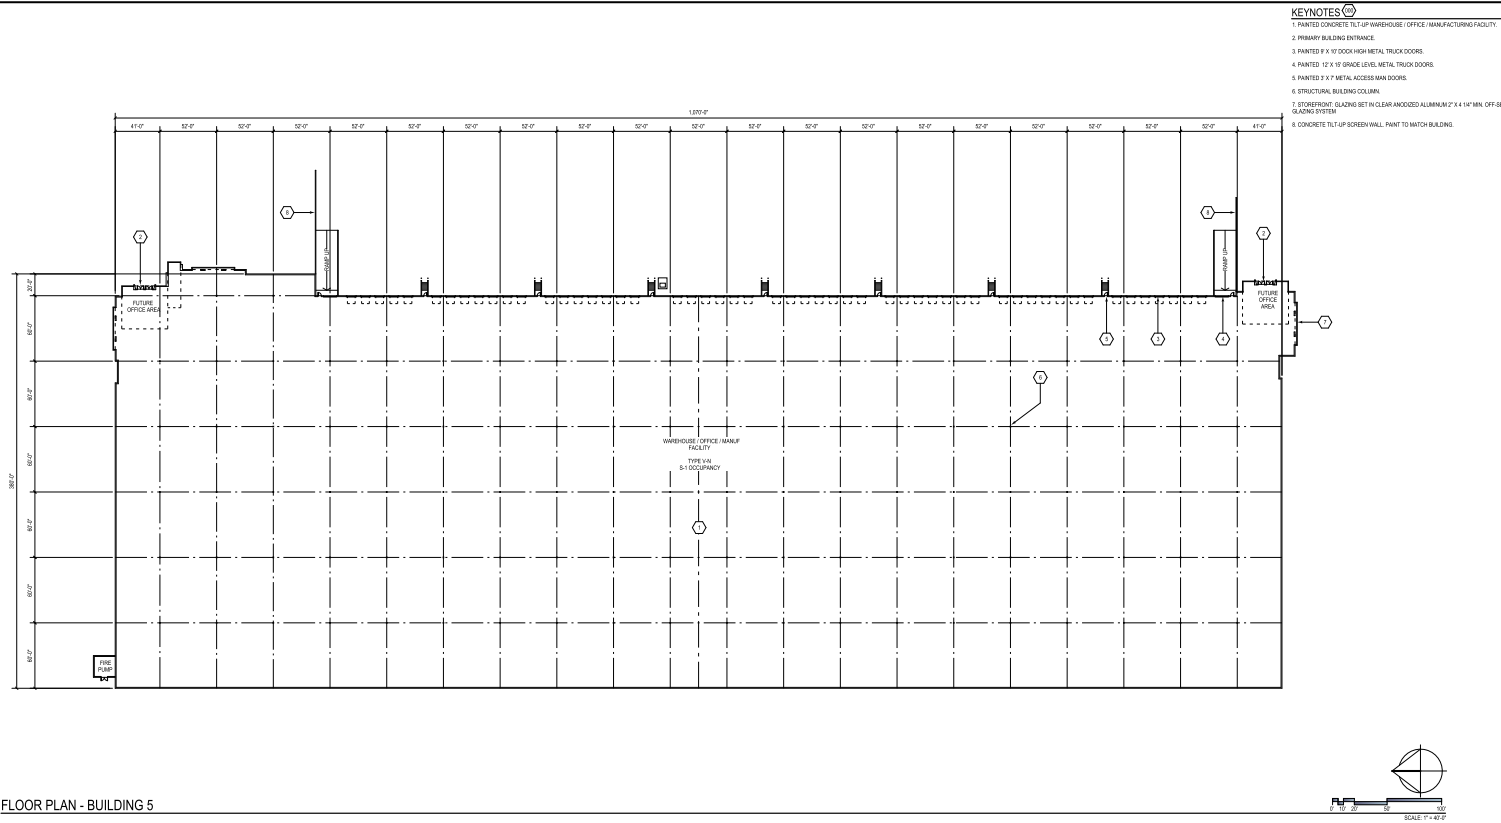 KEYNOTES 000
1. PAINTED CONCRETE TILT-UP WAREHOUSE / OFFICE / MANUFACTURING FACILITY.
2. PRIMARY BUILDING ENTRANCE.
3. PAINTED 9' X 10' DOCK HIGH METAL TRUCK DOORS.
4. PAINTED 12' X 15' GRADE LEVEL METAL TRUCK DOORS.
5. PAINTED 3' X 7' METAL ACCESS MAN DOORS.
6. STRUCTURAL BUILDING COLUMN.
7. STOREFRONT: GLAZING SET IN CLEAR ANODIZED ALUMINUM 2" X 4 1/4" MIN. OFF-SE
GLAZING SYSTEM
8. CONCRETE TILT-UP SCREEN WALL. PAINT TO MATCH BUILDING.
1,070'-0"
41'-0" 52'-0" 52'-0" 52'-0" 52'-0" 52'-0" 52'-0" 52'-0" 52'-0" 52'-0" 52'-0" 52'-0" 52'-0" 52'-0" 52'-0" 52'-0" 52'-0" 52'-0" 52'-0" 52'-0" 41'-0"
8
8
2
2
RAMP UP
RAMP UP
20'-0"
60'-0"
60'-0"
60'-0"
60'-0"
60'-0"
60'-0"
380'-0"
FUTURE
OFFICE AREA
FUTURE
OFFICE
AREA
7
5
3
4
6
WAREHOUSE / OFFICE / MANUF
FACILITY
TYPE V-N
S-1 OCCUPANCY
1
FIRE
PUMP
FLOOR PLAN - BUILDING 5
0' 10' 20' 50' 100'
SCALE: 1" = 40'-0"